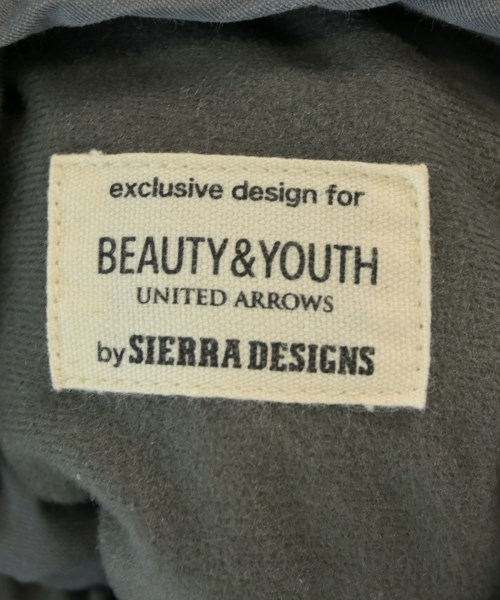 exclusive design for
BEAUTY&YOUTH
UNITED ARROWS
by SIERRA DESIGNS